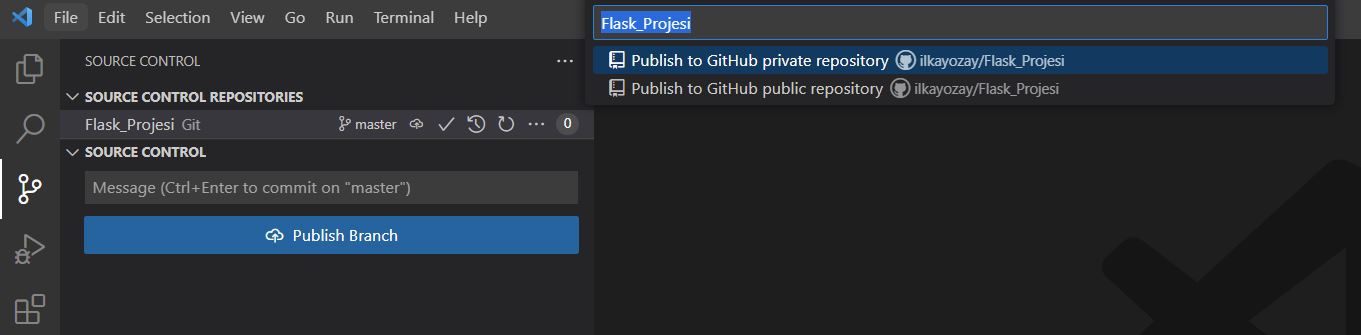 File Edit Selection View Go Run Terminal Help
Flask_Projesi
Publish to GitHub private repository ilkayozay/Flask_Projesi
Publish to GitHub public repository ilkayozay/Flask_Projesi
SOURCE CONTROL
SOURCE CONTROL REPOSITORIES
Flask_Projesi Git master 0
SOURCE CONTROL
Message (Ctrl+Enter to commit on "master")
Publish Branch